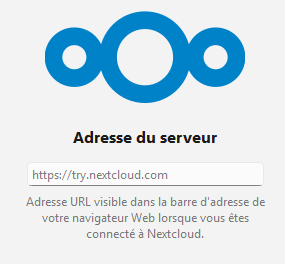 Adresse du serveur
https://try.nextcloud.com
Adresse URL visible dans la barre d'adresse de
votre navigateur Web lorsque vous êtes
connecté à Nextcloud.